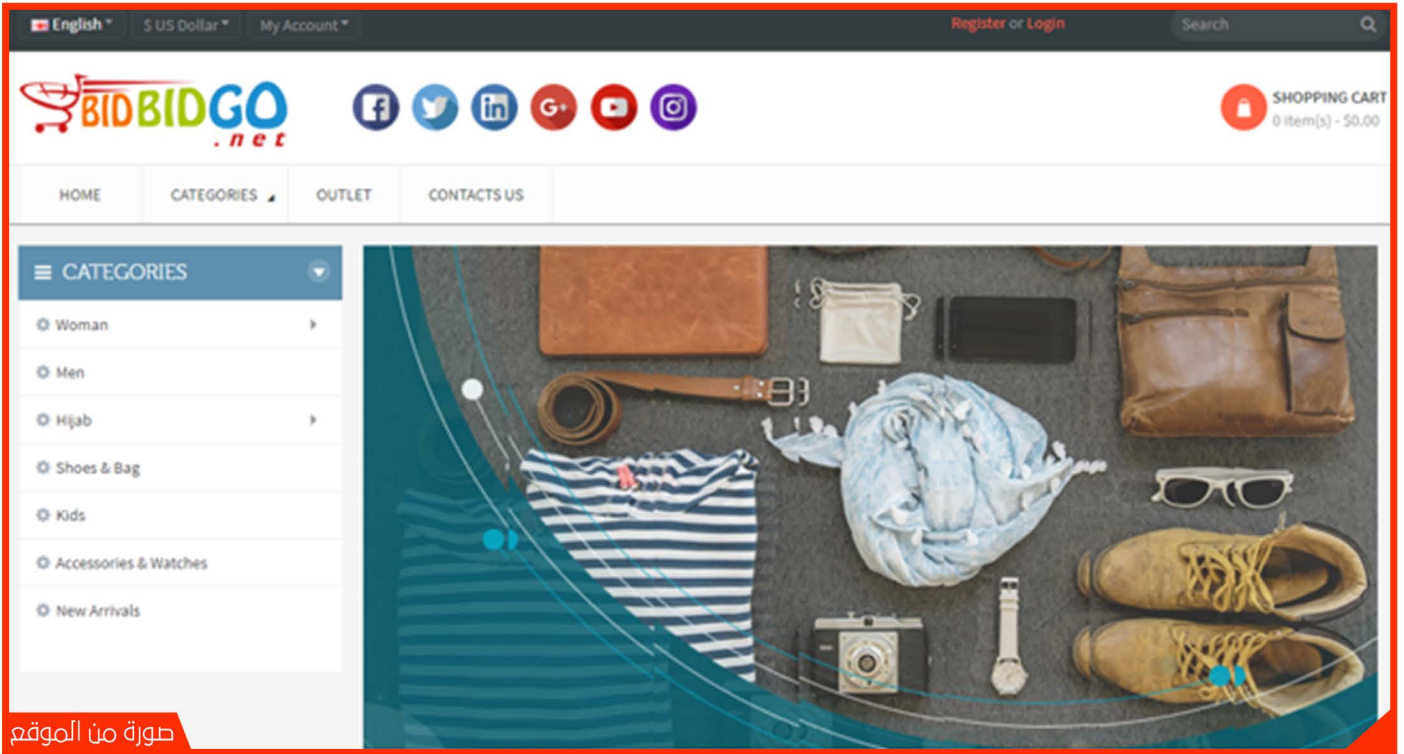 English
$ US Dollar
My Account
Register or Login
Search
BIDBIDGO
.net
SHOPPING CART
0 item(s) - $0.00
HOME
CATEGORIES
OUTLET
CONTACTS US
CATEGORIES
Woman
Men
Hijab
Shoes & Bag
Kids
Accessories & Watches
New Arrivals
صورة من الموقع